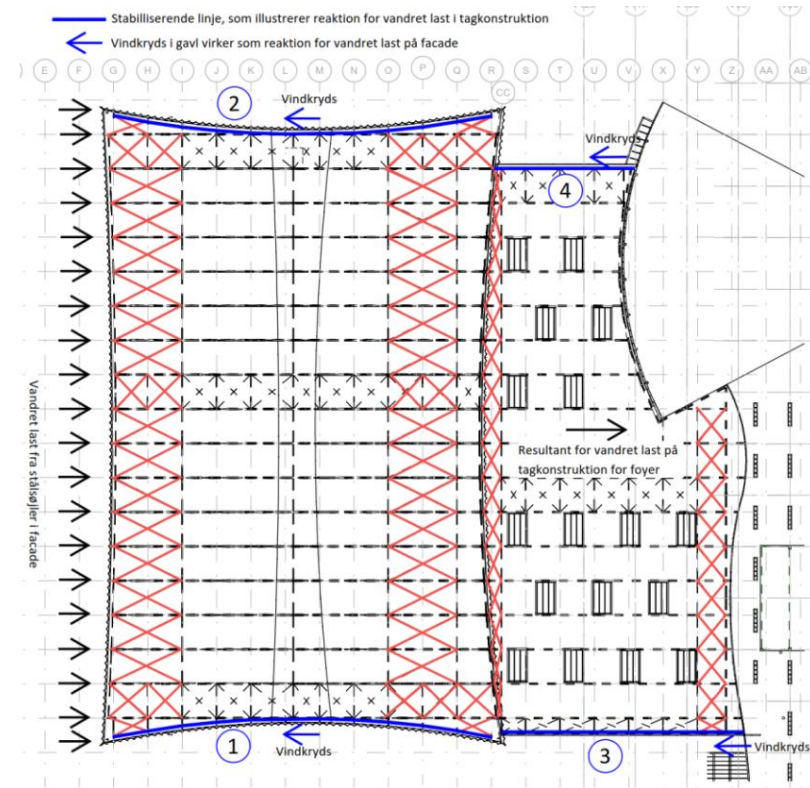 Stabilliserende linje, som illustrerer reaktion for vandret last i tagkonstruktion
Vindkryds i gavl virker som reaktion for vandret last på facade
E F G H I J K L M N O P Q R S T U V X Y Z AA AB
CC
2
Vindkryds
Vindkryds
4
Vandret last fra stålsøjler i facade
Resultant for vandret last på
tagkonstruktion for foyer
1
Vindkryds
3
Vindkryds